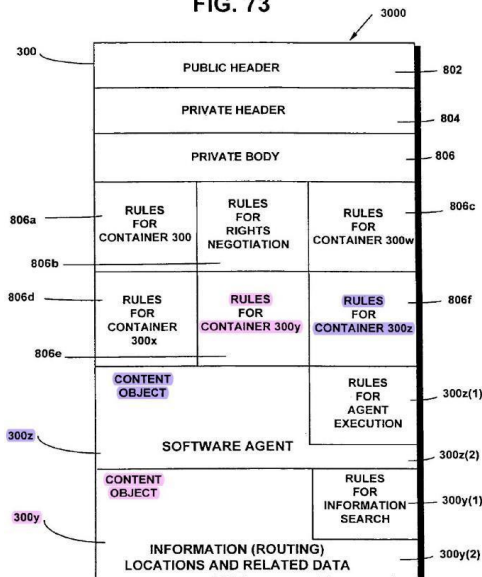 FIG. 73
3000
300
PUBLIC HEADER
802
PRIVATE HEADER
804
PRIVATE BODY
806
806a
RULES
FOR
CONTAINER 300
806b
RULES
FOR
RIGHTS
NEGOTIATION
RULES
FOR
CONTAINER 300w
806c
806d
RULES
FOR
CONTAINER
300x
806e
RULES
FOR
CONTAINER 300y
RULES
FOR
CONTAINER 300z
806f
CONTENT
OBJECT
RULES
FOR
AGENT
EXECUTION
300z(1)
300z
SOFTWARE AGENT
300z(2)
CONTENT
OBJECT
RULES
FOR
INFORMATION
SEARCH
300y(1)
300y
INFORMATION (ROUTING)
LOCATIONS AND RELATED DATA
300y(2)